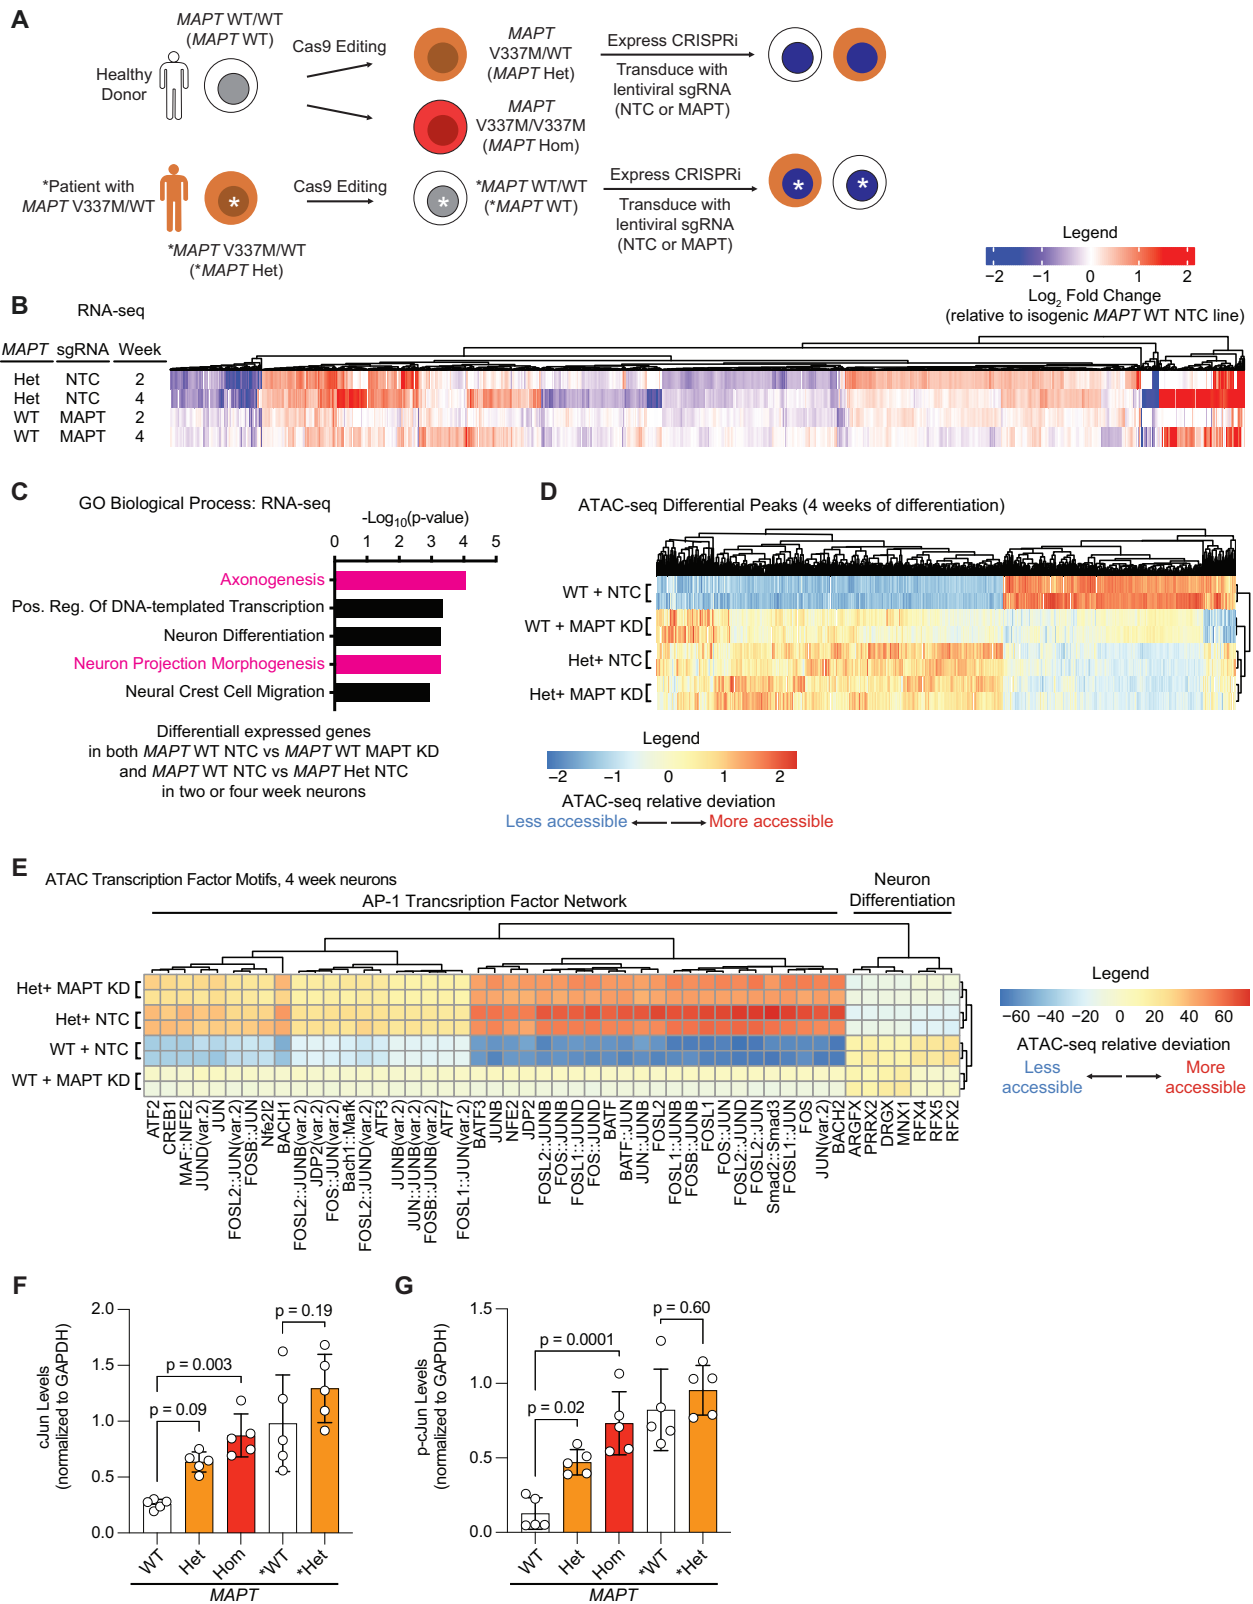 A
MAPT WT/WT
(MAPT WT)
Healthy
Donor
Cas9 Editing
MAPT
V337M/WT
(MAPT Het)
MAPT
V337M/V337M
(MAPT Hom)
Express CRISPRi
Transduce with
lentiviral sgRNA
(NTC or MAPT)
*Patient with
MAPT V337M/WT
*
*MAPT V337M/WT
(*MAPT Het)
Cas9 Editing
*
*MAPT WT/WT
(*MAPT WT)
Express CRISPRi
Transduce with
lentiviral sgRNA
(NTC or MAPT)
* *
Legend
−2 −1 0 1 2
Log2 Fold Change
(relative to isogenic MAPT WT NTC line)
B
RNA-seq
MAPT sgRNA Week
Het NTC 2
Het NTC 4
WT MAPT 2
WT MAPT 4
C
GO Biological Process: RNA-seq
-Log10(p-value)
0 1 2 3 4 5
Axonogenesis
Pos. Reg. Of DNA-templated Transcription
Neuron Differentiation
Neuron Projection Morphogenesis
Neural Crest Cell Migration
Differentiall expressed genes
in both MAPT WT NTC vs MAPT WT MAPT KD
and MAPT WT NTC vs MAPT Het NTC
in two or four week neurons
D
ATAC-seq Differential Peaks (4 weeks of differentiation)
WT + NTC
WT + MAPT KD
Het+ NTC
Het+ MAPT KD
Legend
−2 −1 0 1 2
ATAC-seq relative deviation
Less accessible More accessible
E
ATAC Transcription Factor Motifs, 4 week neurons
AP-1 Trancsription Factor Network
Neuron
Differentiation
Het+ MAPT KD
Het+ NTC
WT + NTC
WT + MAPT KD
ATF2
CREB1
MAF::NFE2
JUND(var.2)
JUN
FOSL2::JUN(var.2)
FOSB::JUN
Nfe2l2
BACH1
FOSL2::JUNB(var.2)
JDP2(var.2)
FOS::JUN(var.2)
Bach1::Mafk
FOSL2::JUND(var.2)
ATF3
JUNB(var.2)
JUN::JUNB(var.2)
FOSB::JUNB(var.2)
ATF7
FOSL1::JUN(var.2)
BATF3
JUNB
NFE2
JDP2
FOSL2::JUNB
FOS::JUNB
FOSL1::JUND
FOS::JUND
BATF
BATF::JUN
JUN::JUNB
FOSL2
FOSL1::JUNB
FOSB::JUNB
FOSL1
FOS::JUN
FOSL2::JUND
FOSL2::JUN
Smad2::Smad3
FOSL1::JUN
FOS
JUN(var.2)
BACH2
ARGFX
PRRX2
DRGX
MNX1
RFX4
RFX5
RFX2
Legend
−60 −20 0 20 40 60
ATAC-seq relative deviation
Less
accessible
More
accessible
F
cJun Levels
(normalized to GAPDH)
2.0
1.5
1.0
0.5
0.0
p = 0.19
p = 0.003
p = 0.09
WT
Het
Hom
*WT
*Het
MAPT
G
p-cJun Levels
(normalized to GAPDH)
1.5
1.0
0.5
0.0
p = 0.60
p = 0.0001
p = 0.02
WT
Het
Hom
*WT
*Het
MAPT